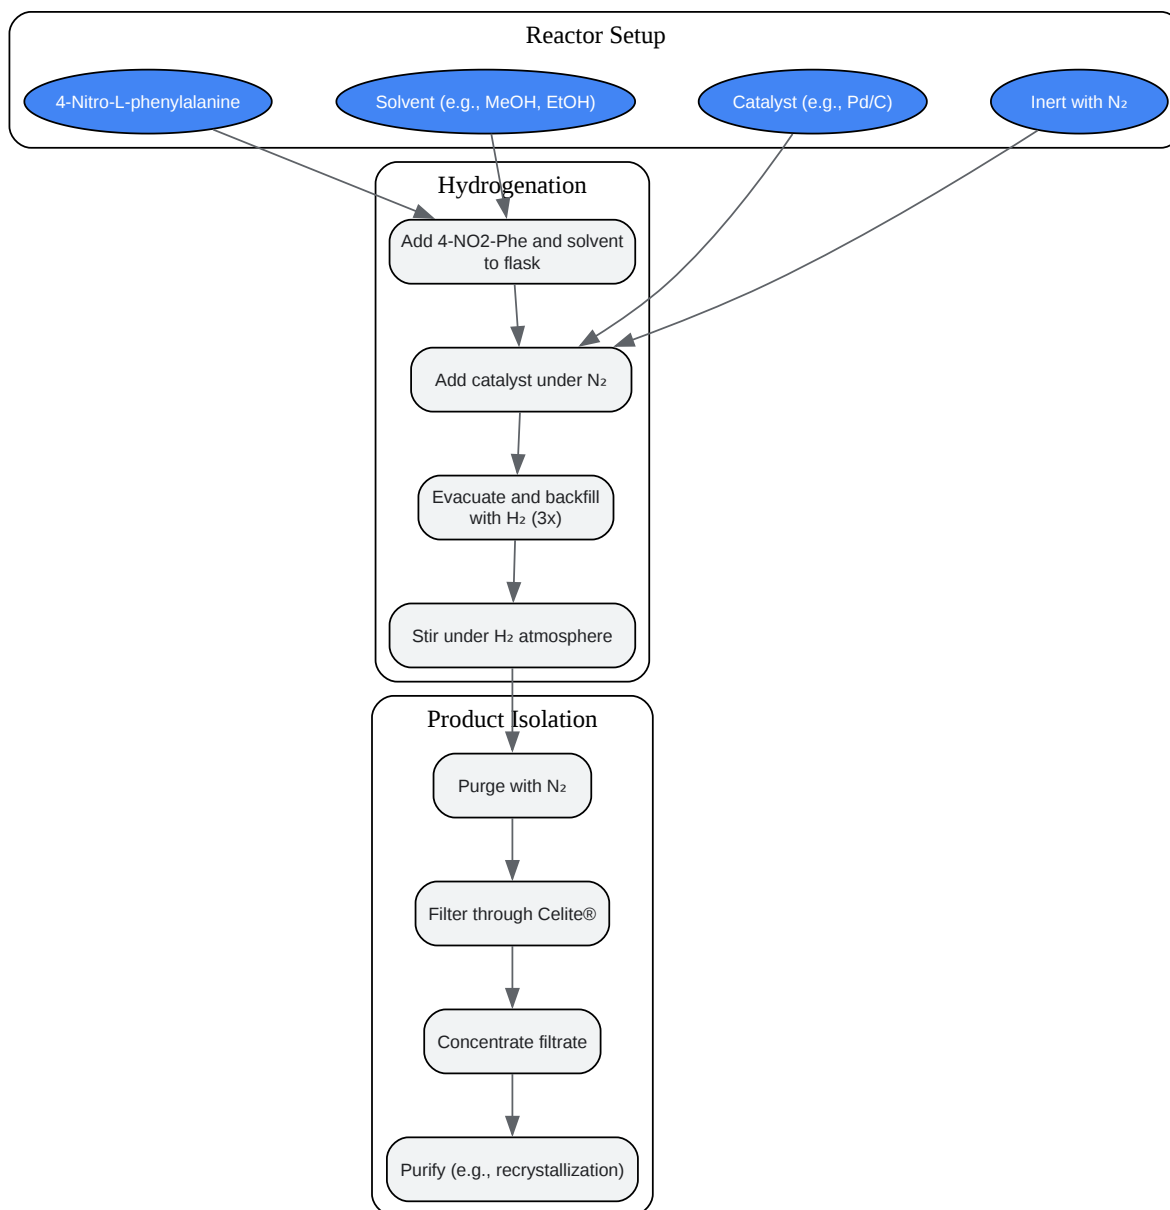 Reactor Setup
4-Nitro-L-phenylalanine
Solvent (e.g., MeOH, EtOH)
Catalyst (e.g., Pd/C)
Inert with N₂
Hydrogenation
Add 4-NO2-Phe and solvent
to flask
Add catalyst under N₂
Evacuate and backfill
with H₂ (3x)
Stir under H₂ atmosphere
Product Isolation
Purge with N₂
Filter through Celite®
Concentrate filtrate
Purify (e.g., recrystallization)